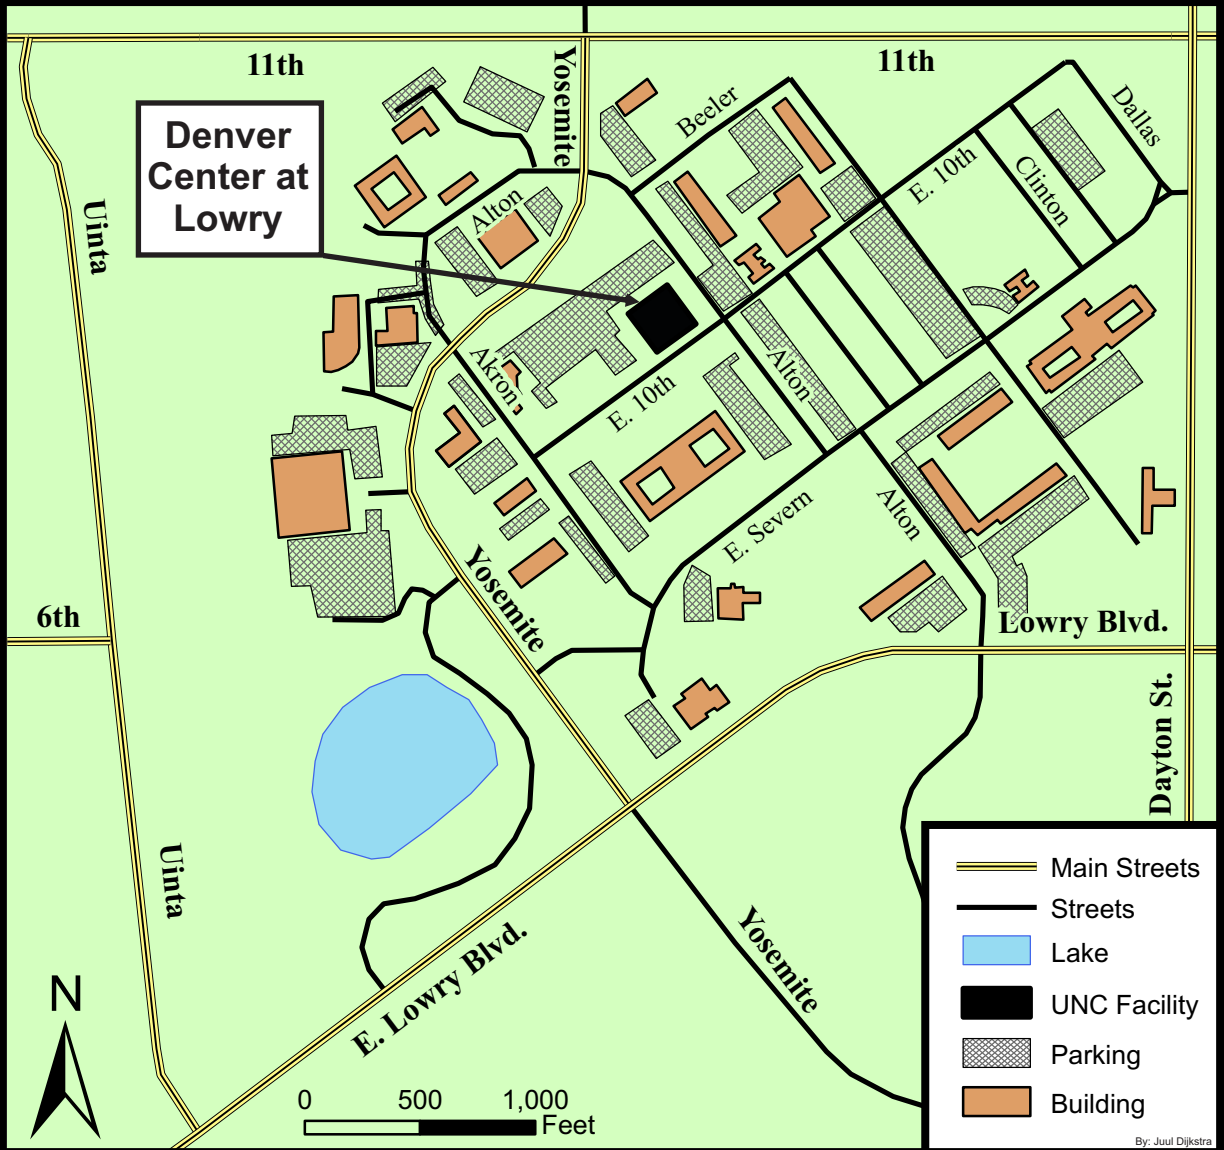 11th
Yosemite
11th
Beeler
Dallas
Denver
Center at
Lowry
E. 10th
Clinton
Alton
Uinta
Akron
Alton
E. 10th
E. Severn
Alton
Yosemite
6th
Lowry Blvd.
Dayton St.
Uinta
Yosemite
E. Lowry Blvd.
N
0 500 1,000
Feet
Main Streets
Streets
Lake
UNC Facility
Parking
Building
By: Juul Dijkstra